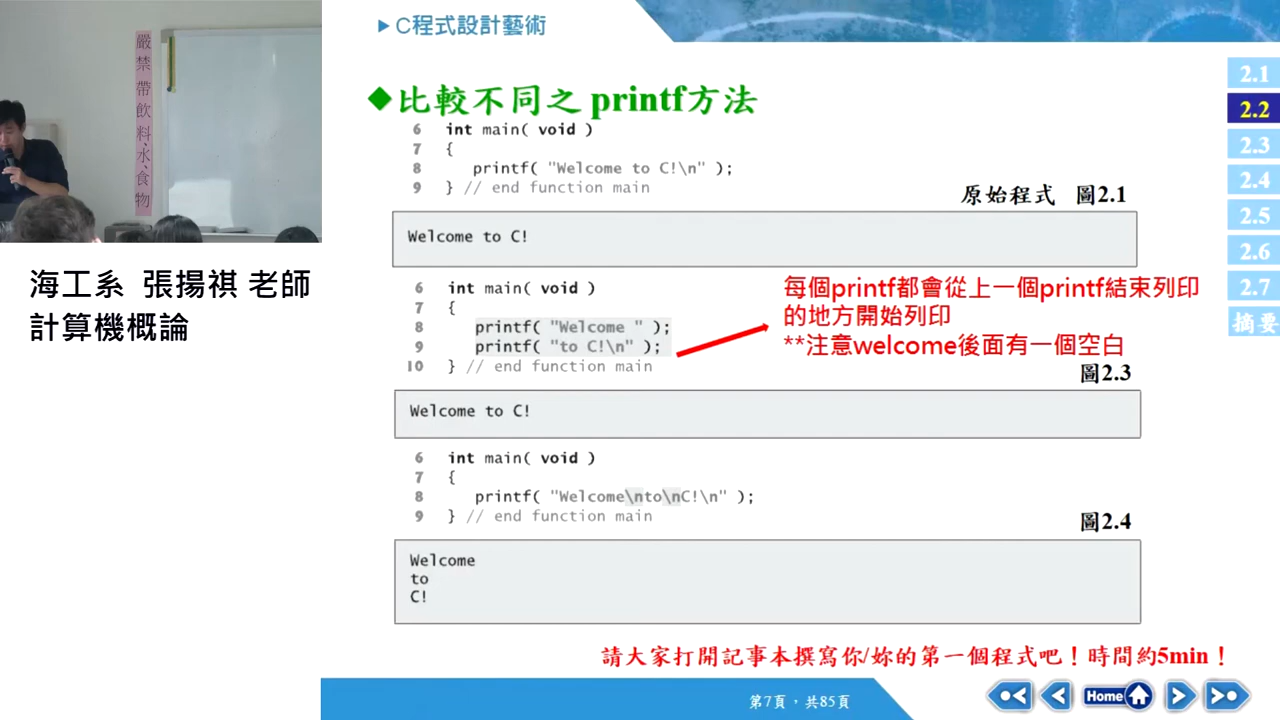 嚴禁帶飲料、水、食物
海工系 張揚祺 老師
計算機概論
C程式設計藝術
比較不同之 printf方法
6 int main( void )
7 {
8 printf( "Welcome to C!\n" );
9 } // end function main
原始程式 圖2.1
Welcome to C!
6 int main( void )
7 {
8 printf( "Welcome " );
9 printf( "to C!\n" );
10 } // end function main
每個printf都會從上一個printf結束列印
的地方開始列印
**注意welcome後面有一個空白
圖2.3
Welcome to C!
6 int main( void )
7 {
8 printf( "Welcome\nto\nC!\n" );
9 } // end function main
圖2.4
Welcome
to
C!
請大家打開記事本撰寫你/妳的第一個程式吧！時間約5min！
第7頁，共85頁
Home
2.1
2.2
2.3
2.4
2.5
2.6
2.7
摘要